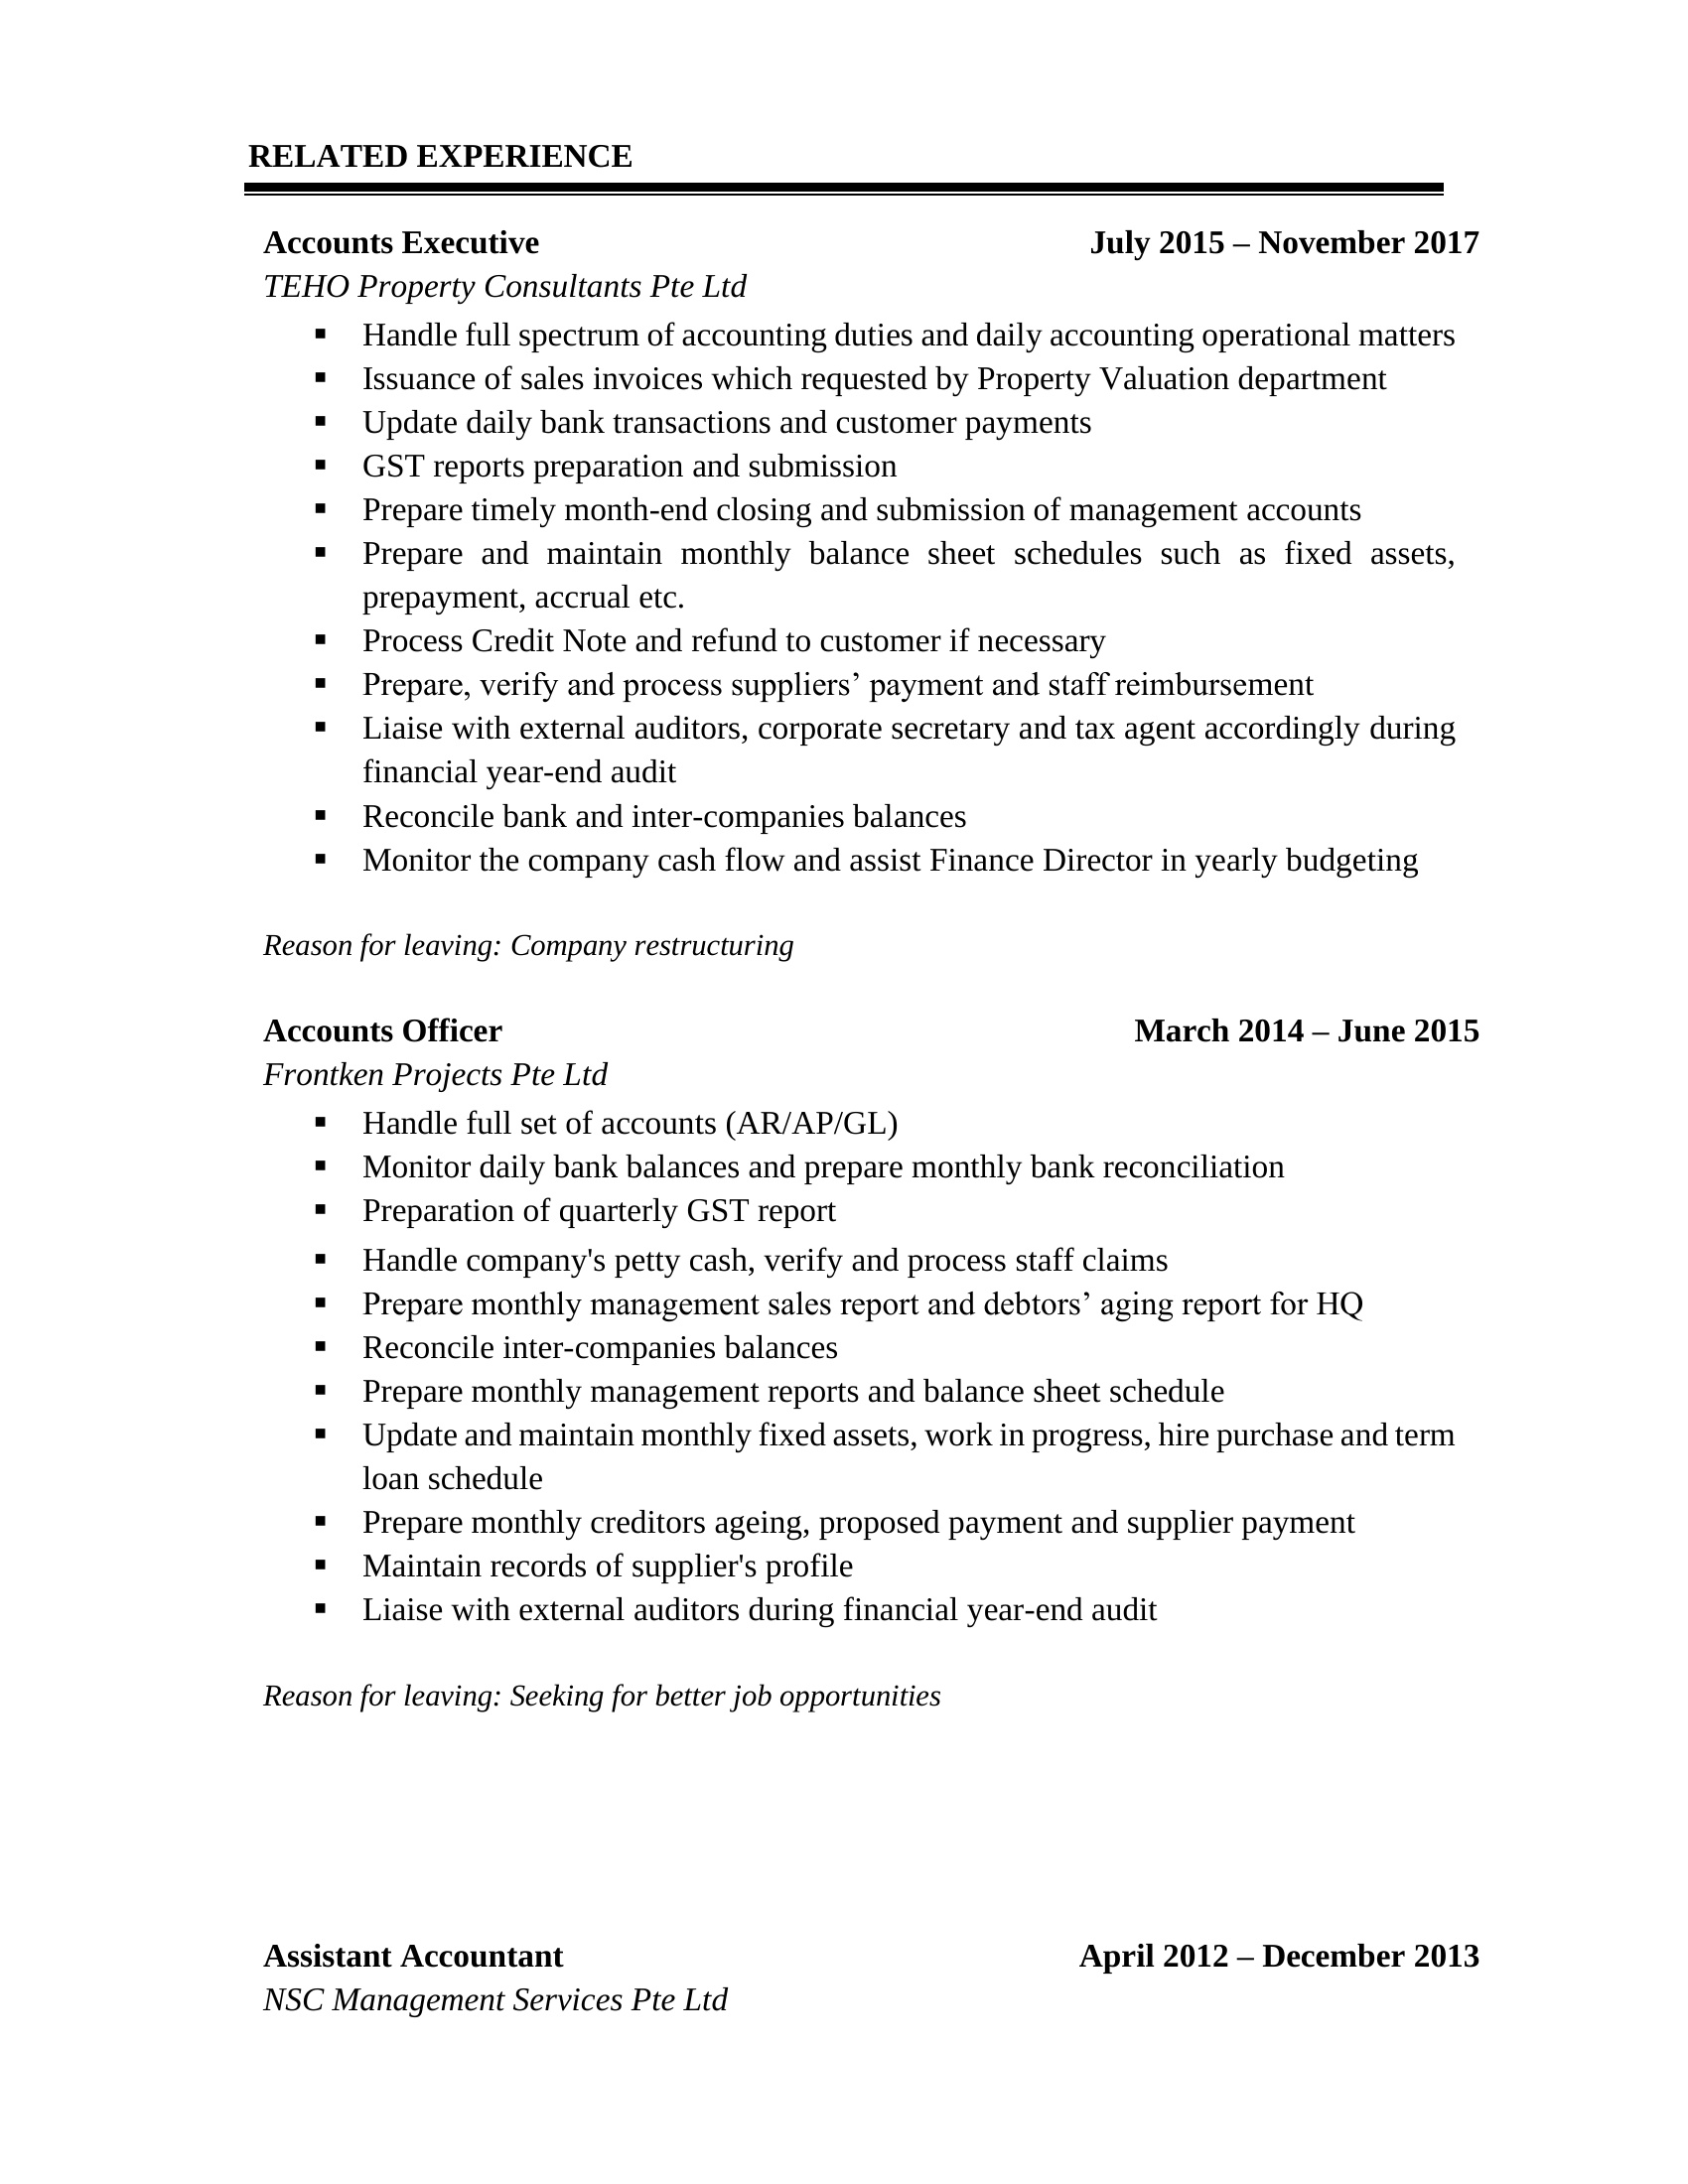 RELATED EXPERIENCE
Accounts Executive July 2015 – November 2017
TEHO Property Consultants Pte Ltd
▪ Handle full spectrum of accounting duties and daily accounting operational matters
▪ Issuance of sales invoices which requested by Property Valuation department
▪ Update daily bank transactions and customer payments
▪ GST reports preparation and submission
▪ Prepare timely month-end closing and submission of management accounts
▪ Prepare and maintain monthly balance sheet schedules such as fixed assets,
prepayment, accrual etc.
▪ Process Credit Note and refund to customer if necessary
▪ Prepare, verify and process suppliers’ payment and staff reimbursement
▪ Liaise with external auditors, corporate secretary and tax agent accordingly during
financial year-end audit
▪ Reconcile bank and inter-companies balances
▪ Monitor the company cash flow and assist Finance Director in yearly budgeting
Reason for leaving: Company restructuring
Accounts Officer March 2014 – June 2015
Frontken Projects Pte Ltd
▪ Handle full set of accounts (AR/AP/GL)
▪ Monitor daily bank balances and prepare monthly bank reconciliation
▪ Preparation of quarterly GST report
▪ Handle company's petty cash, verify and process staff claims
▪ Prepare monthly management sales report and debtors’ aging report for HQ
▪ Reconcile inter-companies balances
▪ Prepare monthly management reports and balance sheet schedule
▪ Update and maintain monthly fixed assets, work in progress, hire purchase and term
loan schedule
▪ Prepare monthly creditors ageing, proposed payment and supplier payment
▪ Maintain records of supplier's profile
▪ Liaise with external auditors during financial year-end audit
Reason for leaving: Seeking for better job opportunities
Assistant Accountant April 2012 – December 2013
NSC Management Services Pte Ltd